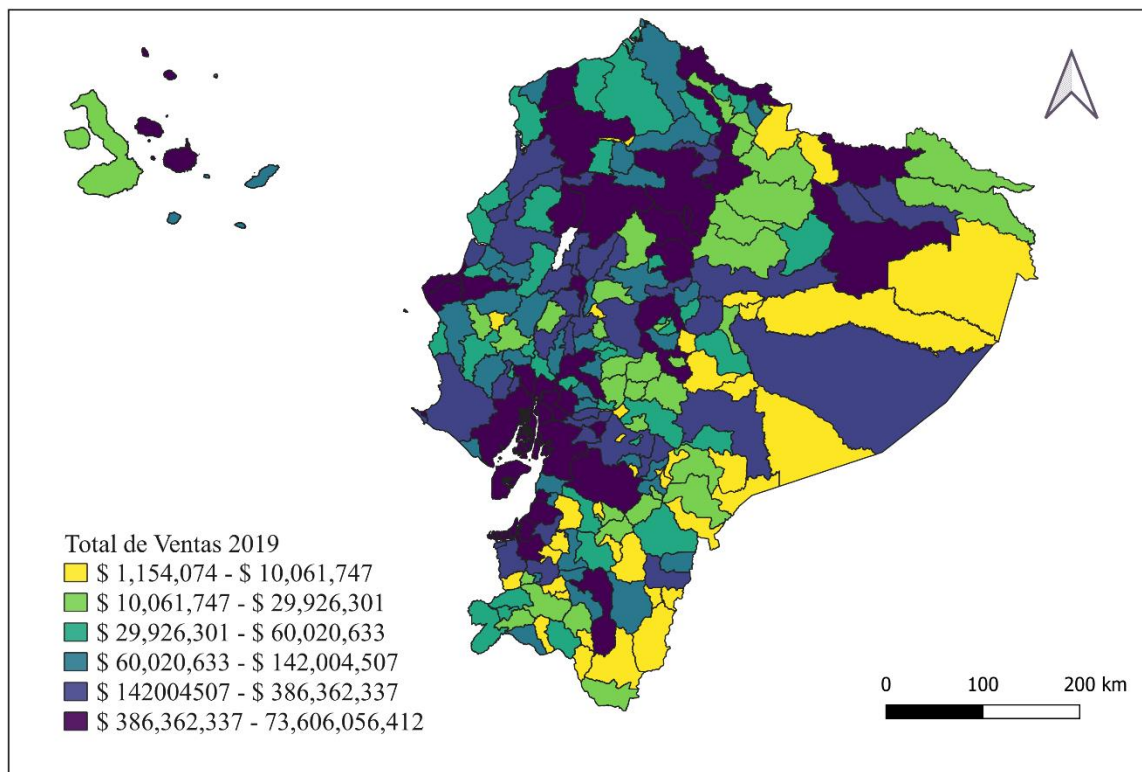 Total de Ventas 2019
$ 1,154,074 - $ 10,061,747
$ 10,061,747 - $ 29,926,301
$ 29,926,301 - $ 60,020,633
$ 60,020,633 - $ 142,004,507
$ 142004507 - $ 386,362,337
$ 386,362,337 - 73,606,056,412
0 100 200 km